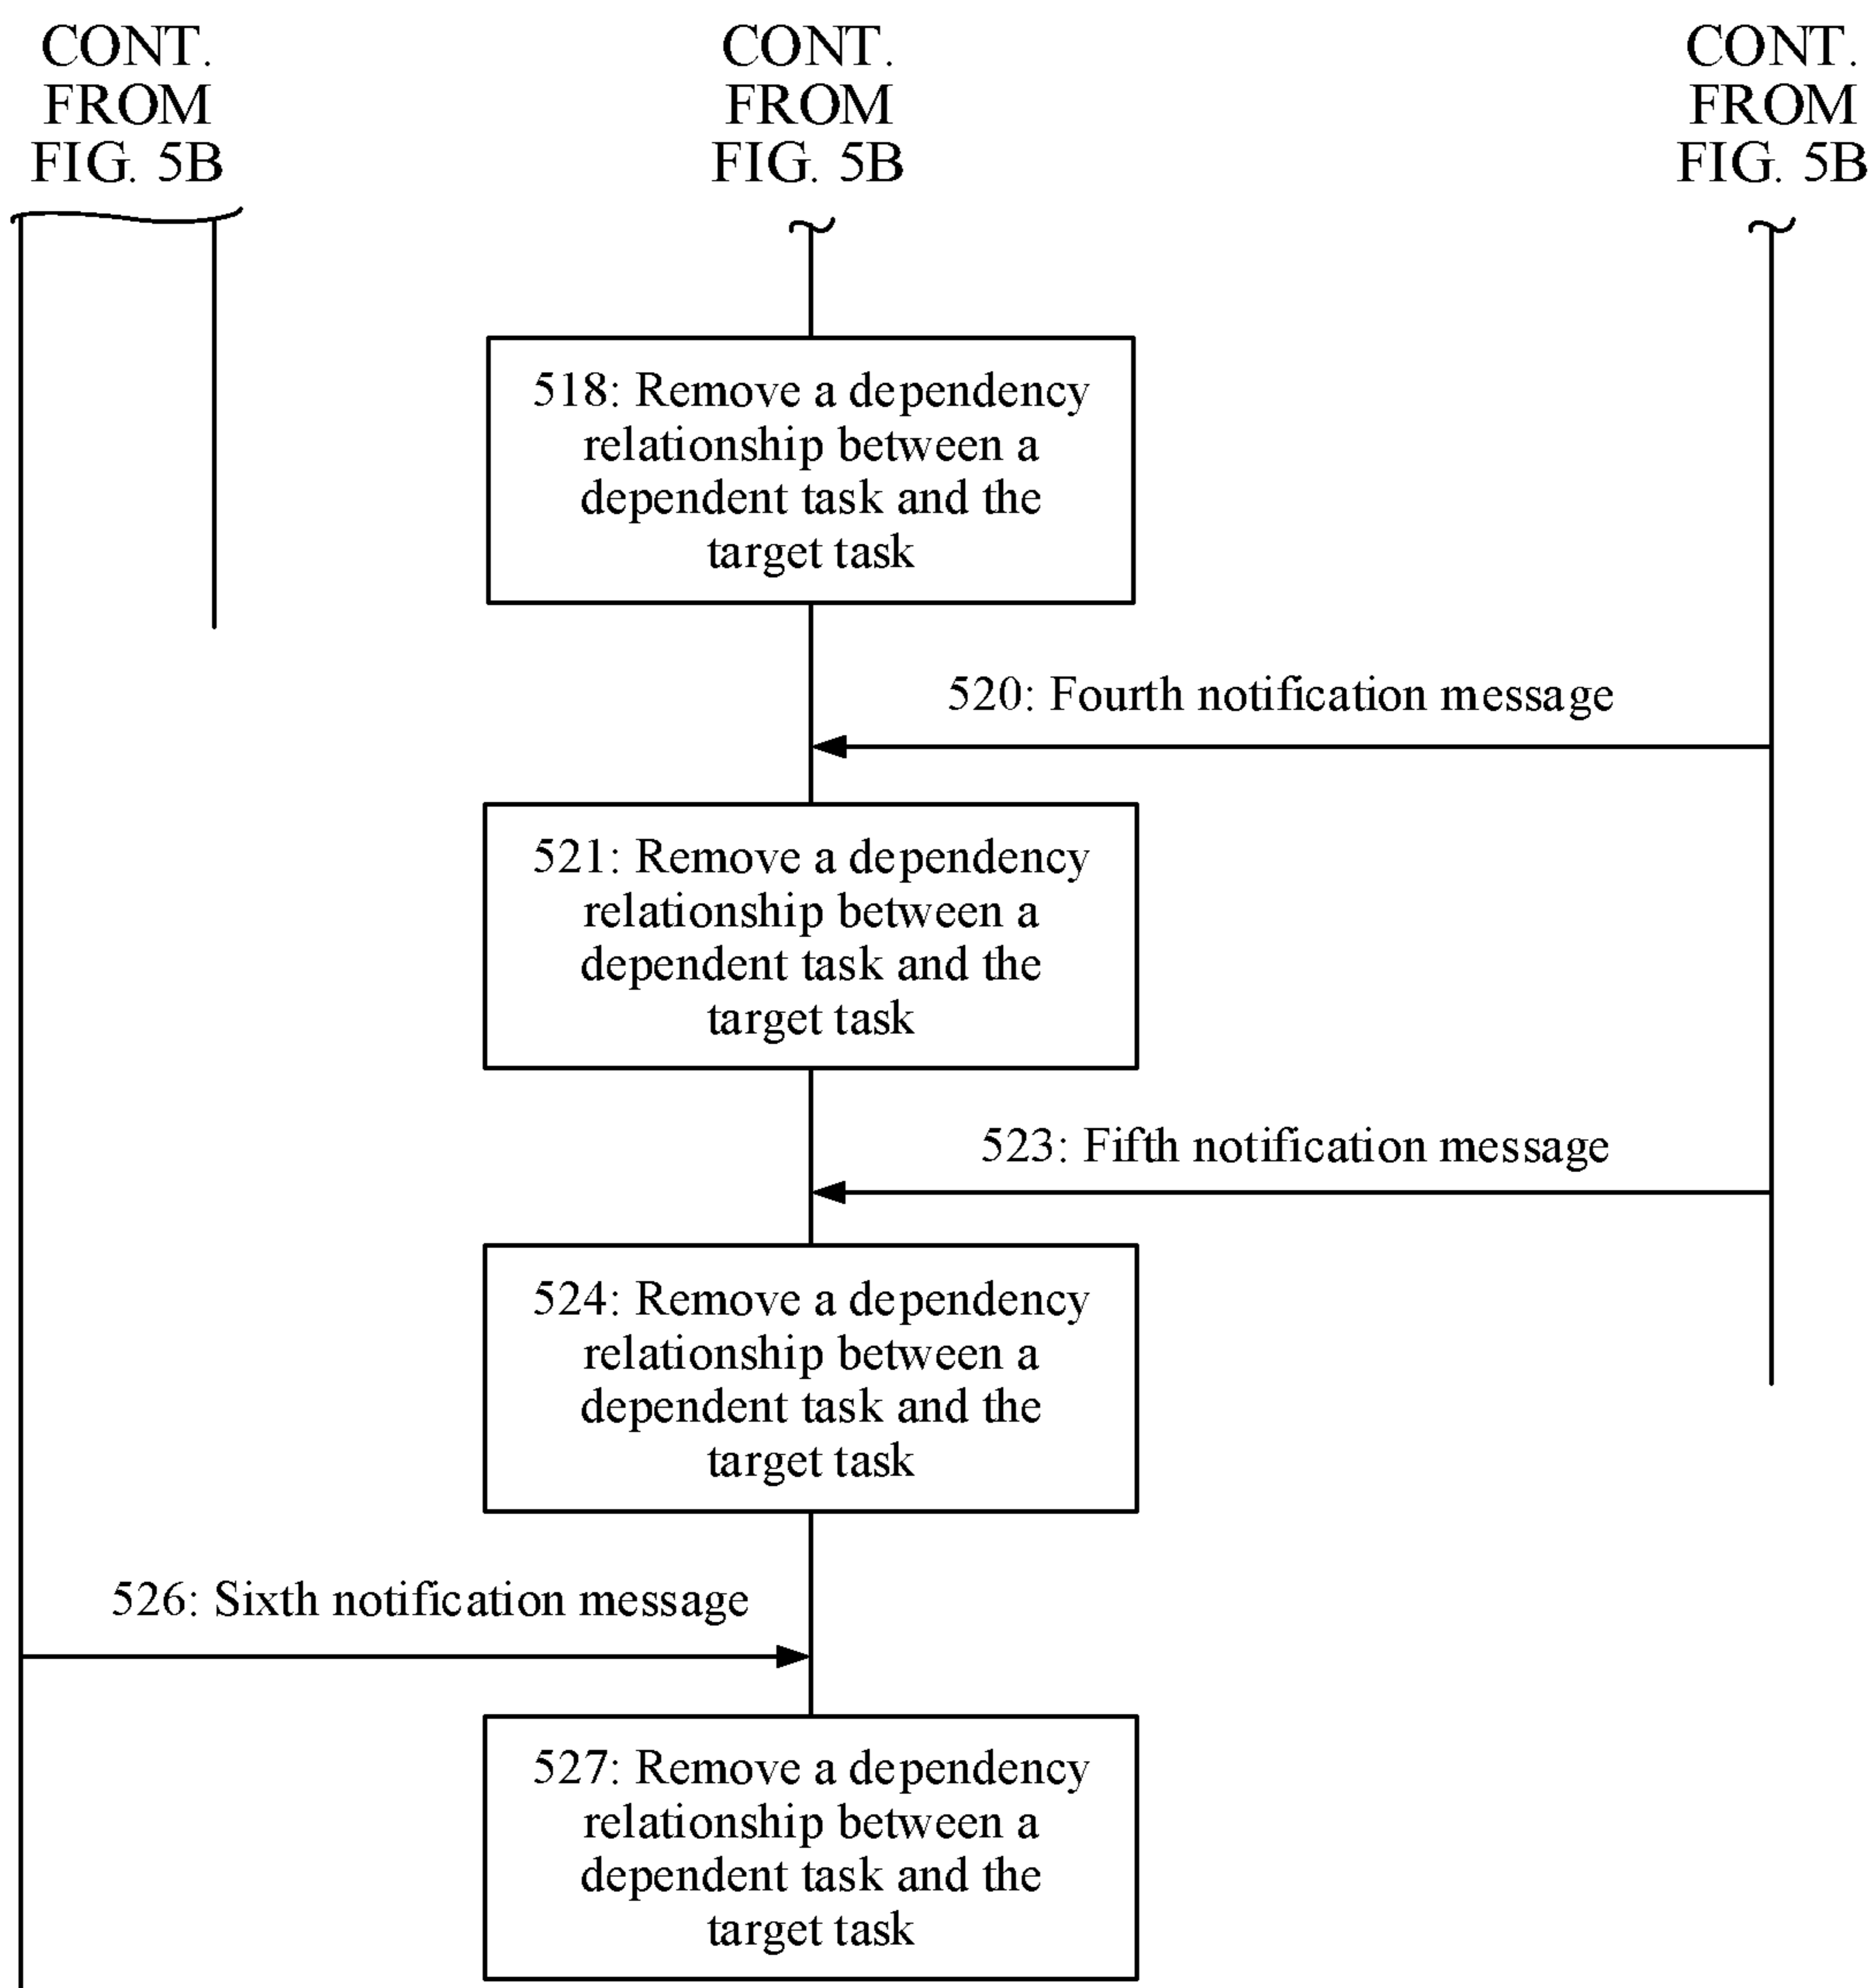 CONT.
FROM
FIG. 5B
CONT.
FROM
FIG. 5B
CONT.
FROM
FIG. 5B
518: Remove a dependency
relationship between a
dependent task and the
target task
520: Fourth notification message
521: Remove a dependency
relationship between a
dependent task and the
target task
523: Fifth notification message
524: Remove a dependency
relationship between a
dependent task and the
target task
526: Sixth notification message
527: Remove a dependency
relationship between a
dependent task and the
target task